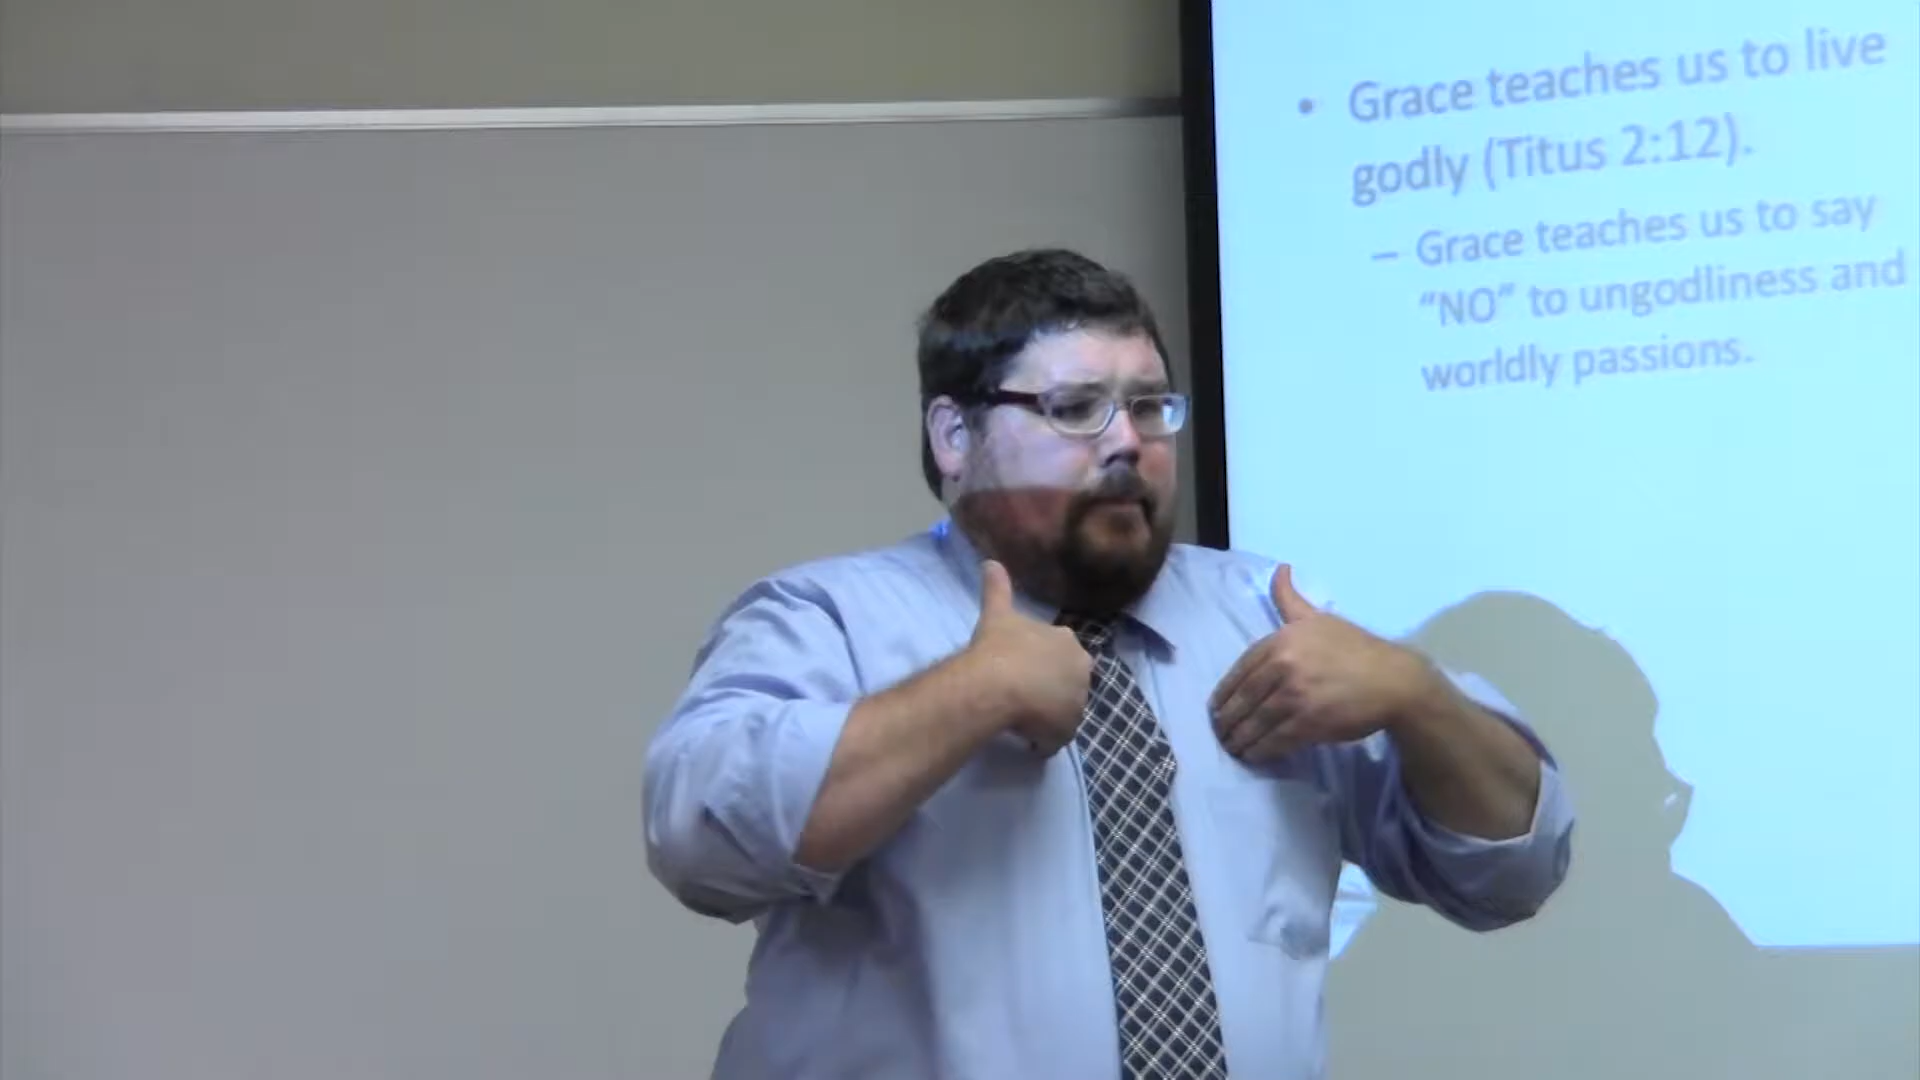 • Grace teaches us to live
godly (Titus 2:12).
– Grace teaches us to say
“NO” to ungodliness and
worldly passions.